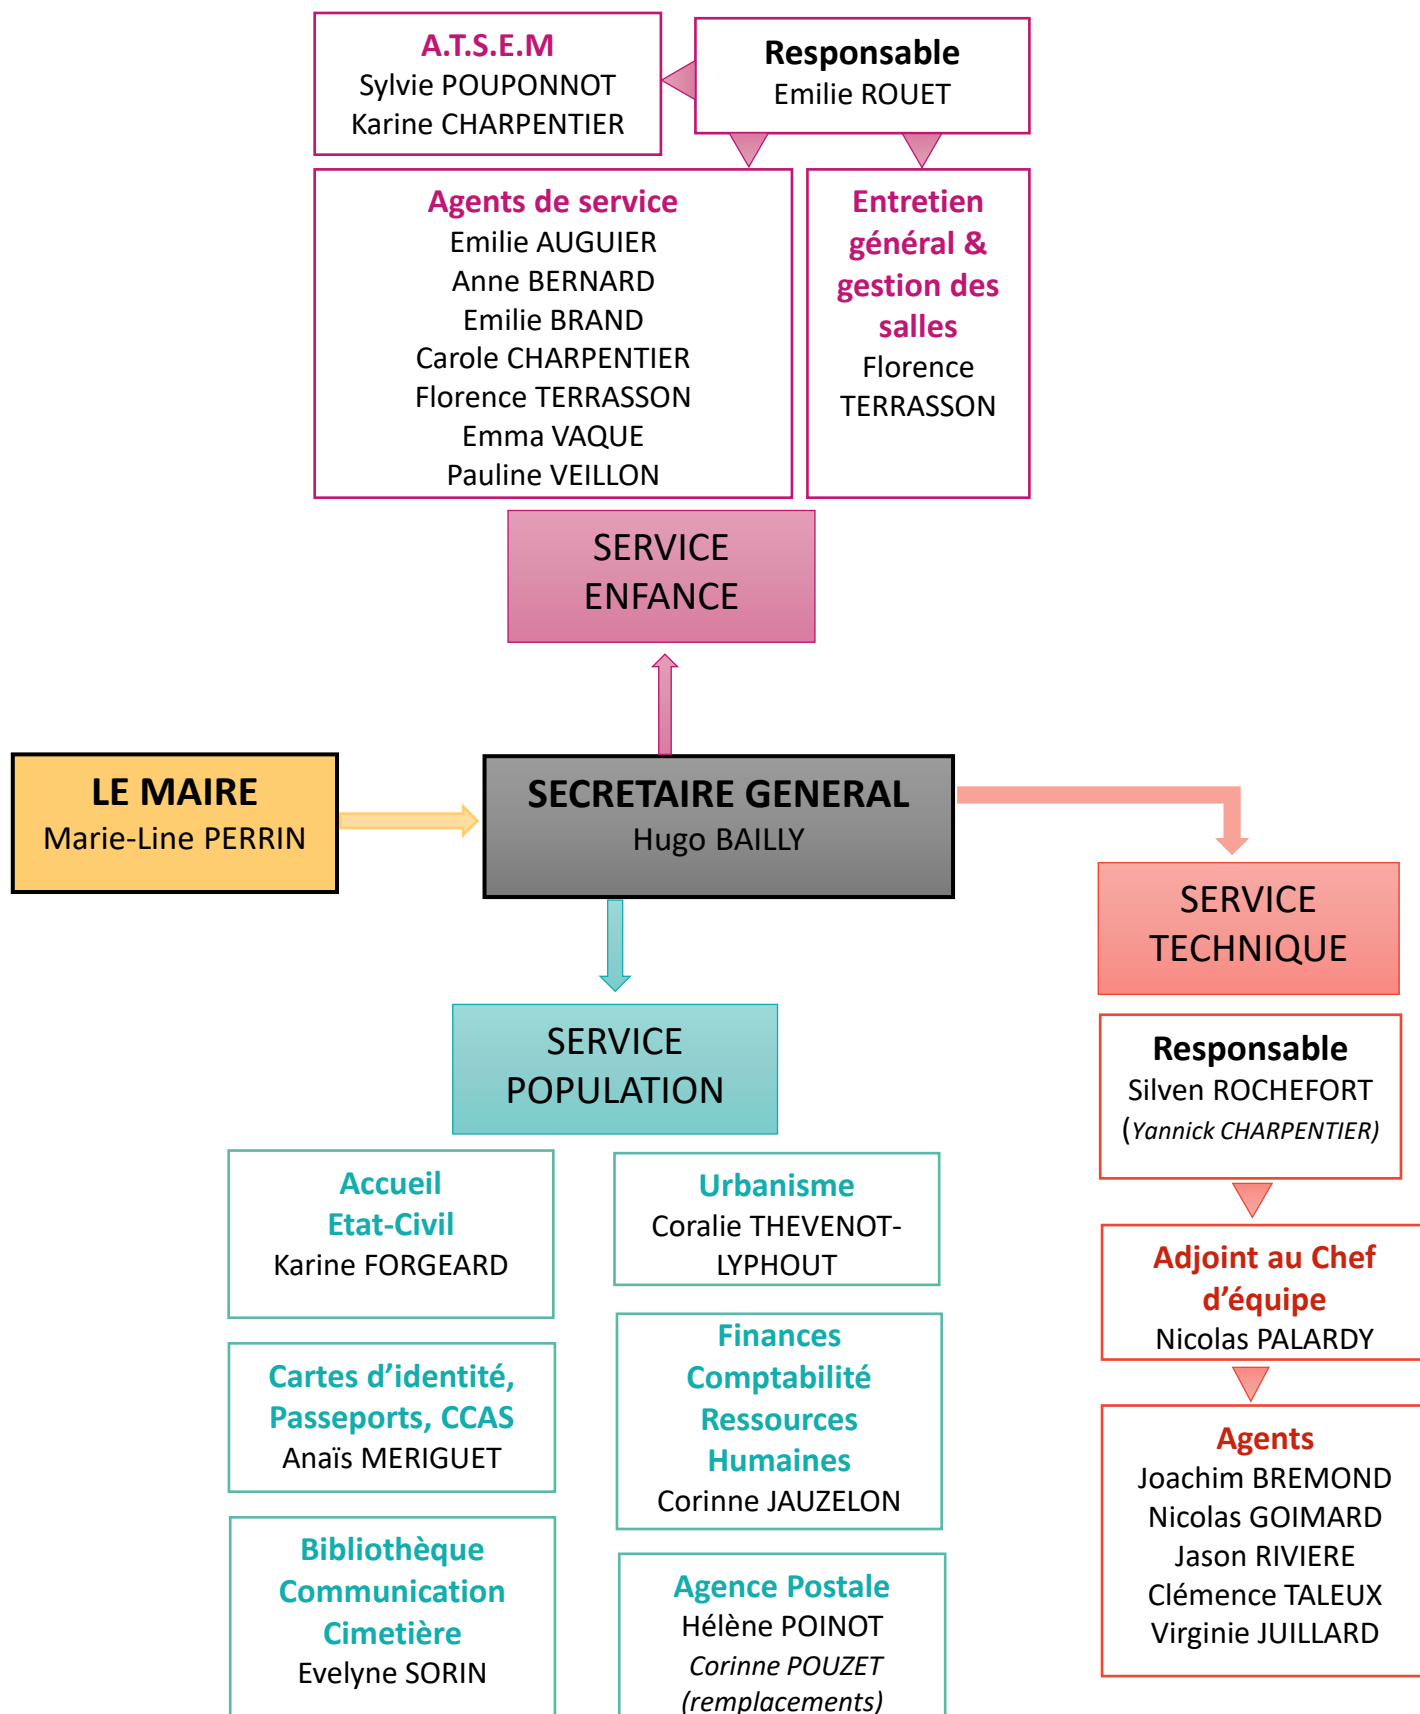 A.T.S.E.M
Sylvie POUPONNOT
Karine CHARPENTIER
Responsable
Emilie ROUET
Agents de service
Emilie AUGUIER
Anne BERNARD
Emilie BRAND
Carole CHARPENTIER
Florence TERRASSON
Emma VAQUE
Pauline VEILLON
Entretien
général &
gestion des
salles
Florence
TERRASSON
SERVICE
ENFANCE
LE MAIRE
Marie-Line PERRIN
SECRETAIRE GENERAL
Hugo BAILLY
SERVICE
TECHNIQUE
Responsable
Silven ROCHEFORT
(Yannick CHARPENTIER)
Adjoint au Chef
d’équipe
Nicolas PALARDY
Agents
Joachim BREMOND
Nicolas GOIMARD
Jason RIVIERE
Clémence TALEUX
Virginie JUILLARD
SERVICE
POPULATION
Accueil
Etat-Civil
Karine FORGEARD
Cartes d’identité,
Passeports, CCAS
Anaïs MERIGUET
Bibliothèque
Communication
Cimetière
Evelyne SORIN
Urbanisme
Coralie THEVENOT-
LYPHOUT
Finances
Comptabilité
Ressources
Humaines
Corinne JAUZELON
Agence Postale
Hélène POINOT
Corinne POUZET
(remplacements)